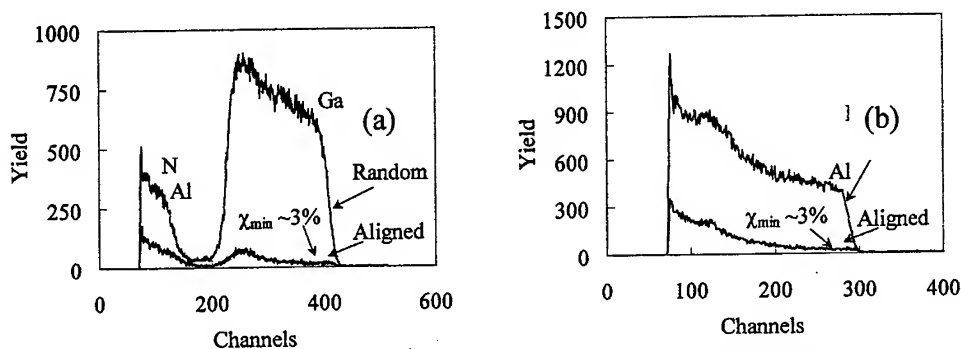 1000
750
500
250
0
Yield
N
Al
Ga
(a)
Random
χmin ~3%
Aligned
0 200 400 600
Channels
1500
1200
900
600
300
0
Yield
(b)
Al
χmin ~3%
Aligned
0 100 200 300 400
Channels